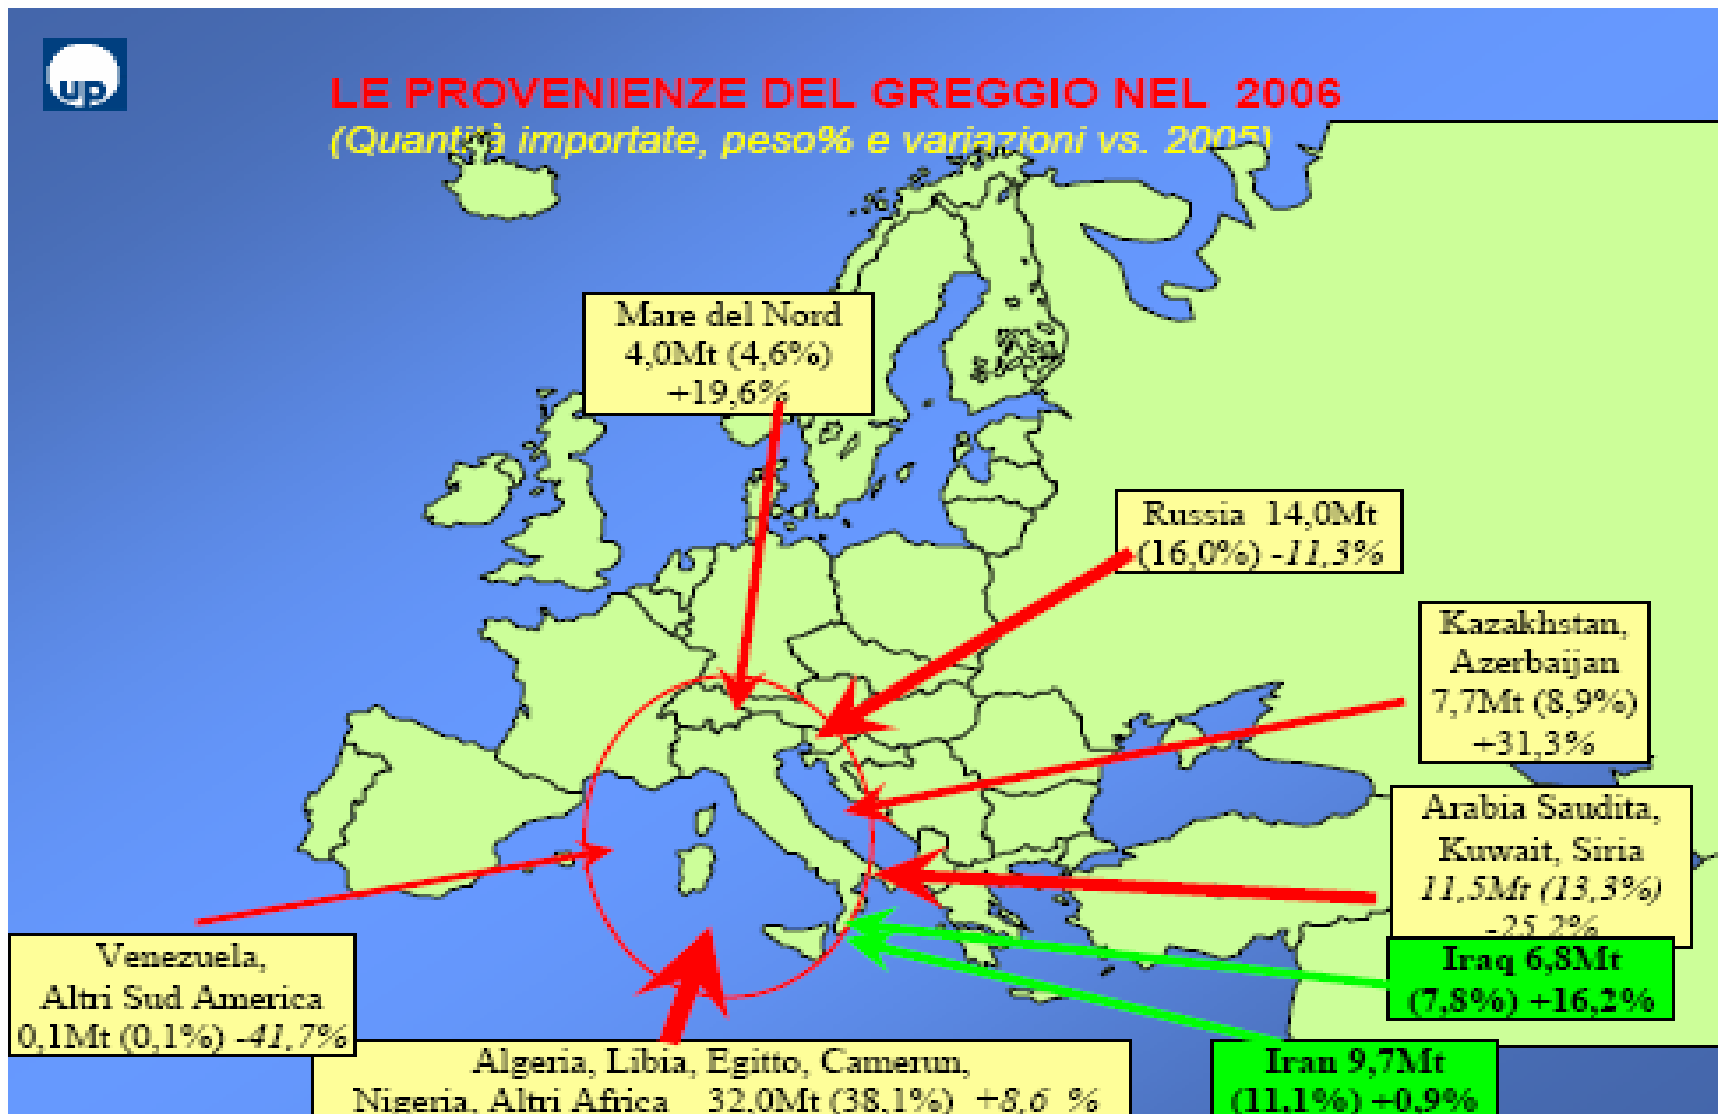 up
LE PROVENIENZE DEL GREGGIO NEL 2006
(Quantità importate, peso% e variazioni vs. 2005)
Mare del Nord
4,0Mt (4,6%)
+19,6%
Russia 14,0Mt
(16,0%) -11,3%
Kazakhstan,
Azerbaijan
7,7Mt (8,9%)
+31,3%
Arabia Saudita,
Kuwait, Siria
11,5Mt (13,3%)
-25,2%
Iraq 6,8Mt
(7,8%) +16,2%
Venezuela,
Altri Sud America
0,1Mt (0,1%) -41,7%
Algeria, Libia, Egitto, Camerun,
Nigeria, Altri Africa 32,0Mt (38,1%) +8,6 %
Iran 9,7Mt
(11,1%) +0,9%